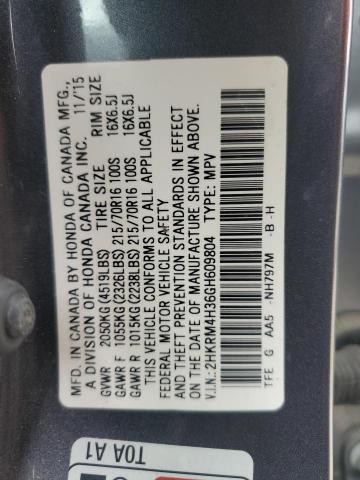 MFD. IN CANADA BY HONDA OF CANADA MFG.,
A DIVISION OF HONDA CANADA INC. 11/'15
TIRE SIZE RIM SIZE
GVWR 2050KG (4519LBS)
GAWR F 1055KG (2326LBS) 215/70R16 100S 16X6.5J
GAWR R 1015KG (2238LBS) 215/70R16 100S 16X6.5J
THIS VEHICLE CONFORMS TO ALL APPLICABLE
FEDERAL MOTOR VEHICLE SAFETY
AND THEFT PREVENTION STANDARDS IN EFFECT
ON THE DATE OF MANUFACTURE SHOWN ABOVE.
V.I.N.: 2HKRM4H36GH609804 TYPE: MPV
TFE G AA5 -NH797M -B -H
T0A A1